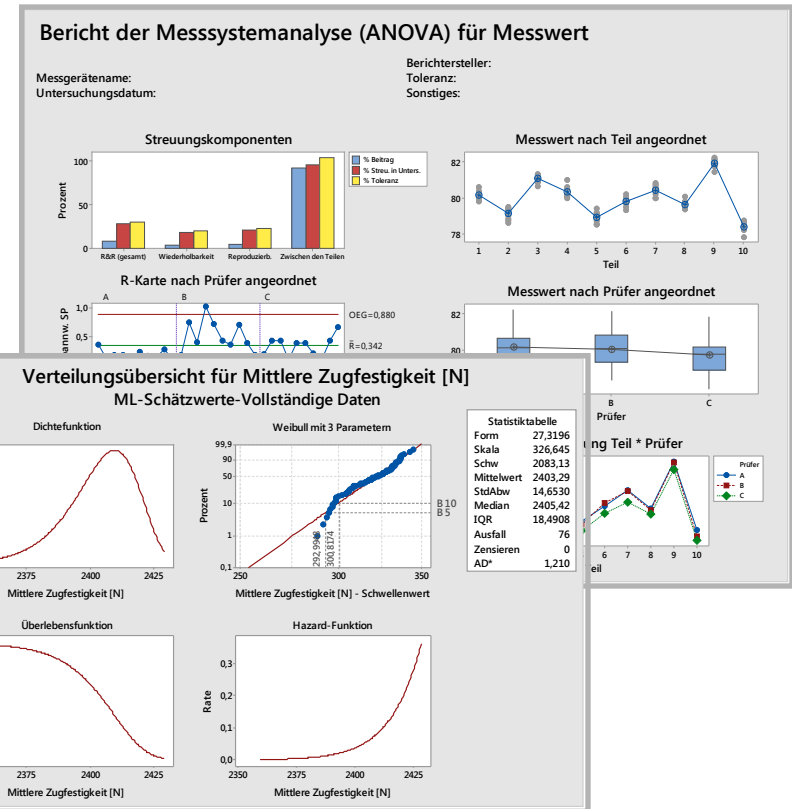 Bericht der Messsystemanalyse (ANOVA) für Messwert
Berichtersteller:
Messgerätename:
Toleranz:
Untersuchungsdatum:
Sonstiges:
Streuungskomponenten
100
50
0
Prozent
R&R (gesamt) Wiederholbarkeit Reproduzierb. Zwischen den Teilen
% Beitrag
% Streu. in Unters.
% Toleranz
Messwert nach Teil angeordnet
82
80
78
1 2 3 4 5 6 7 8 9 10
Teil
R-Karte nach Prüfer angeordnet
A B C
1,0
0,5
SP
OEG=0,880
R̄=0,342
Messwert nach Prüfer angeordnet
82
80
B C
Prüfer
Teil * Prüfer
Prüfer
A
B
C
6 7 8 9 10
Verteilungsübersicht für Mittlere Zugfestigkeit [N]
ML-Schätzwerte-Vollständige Daten
Dichtefunktion
2375 2400 2425
Mittlere Zugfestigkeit [N]
Weibull mit 3 Parametern
99,9
90
50
10
1
0,1
Prozent
B10
B5
300,8174
250 300 350
Mittlere Zugfestigkeit [N] - Schwellenwert
Statistiktabelle
Form 27,3196
Skala 326,645
Schw 2083,13
Mittelwert 2403,29
StdAbw 14,6530
Median 2405,42
IQR 18,4908
Ausfall 76
Zensieren 0
AD* 1,210
Überlebensfunktion
2375 2400 2425
Mittlere Zugfestigkeit [N]
Hazard-Funktion
0,3
0,2
0,1
0,0
Rate
2350 2375 2400 2425
Mittlere Zugfestigkeit [N]